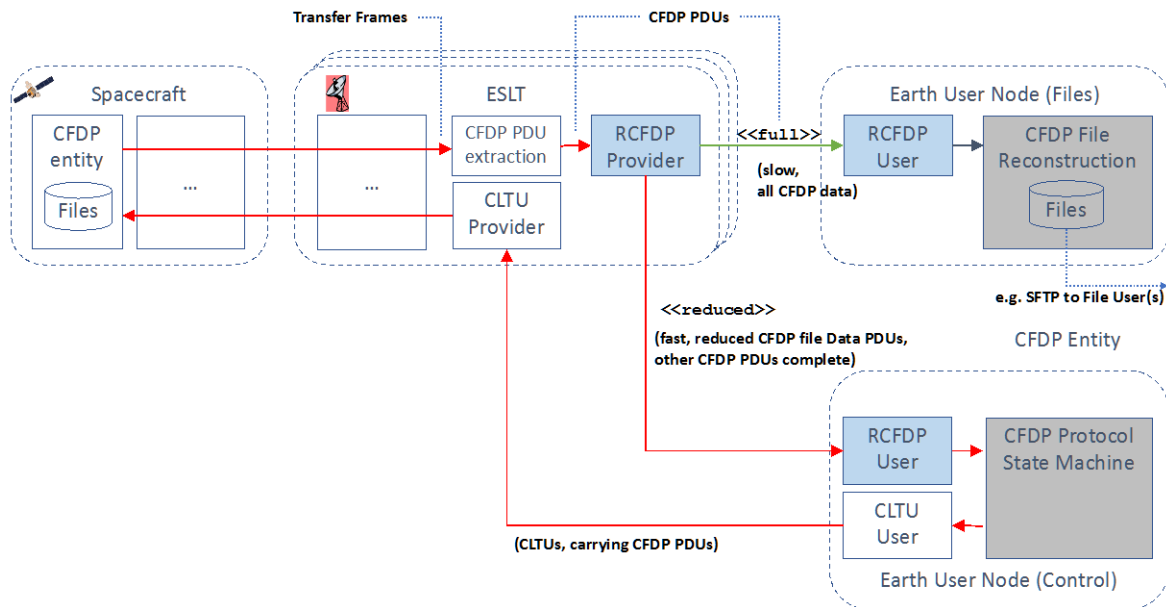 Transfer Frames
CFDP PDUs
Spacecraft
ESLT
Earth User Node (Files)
CFDP
entity
Files
...
...
CFDP PDU
extraction
CLTU
Provider
RCFDP
Provider
<<full>>
(slow,
all CFDP data)
RCFDP
User
CFDP File
Reconstruction
Files
e.g. SFTP to File User(s)
<<reduced>>
(fast, reduced CFDP file Data PDUs,
other CFDP PDUs complete)
CFDP Entity
RCFDP
User
CFDP Protocol
State Machine
CLTU
User
(CLTUs, carrying CFDP PDUs)
Earth User Node (Control)